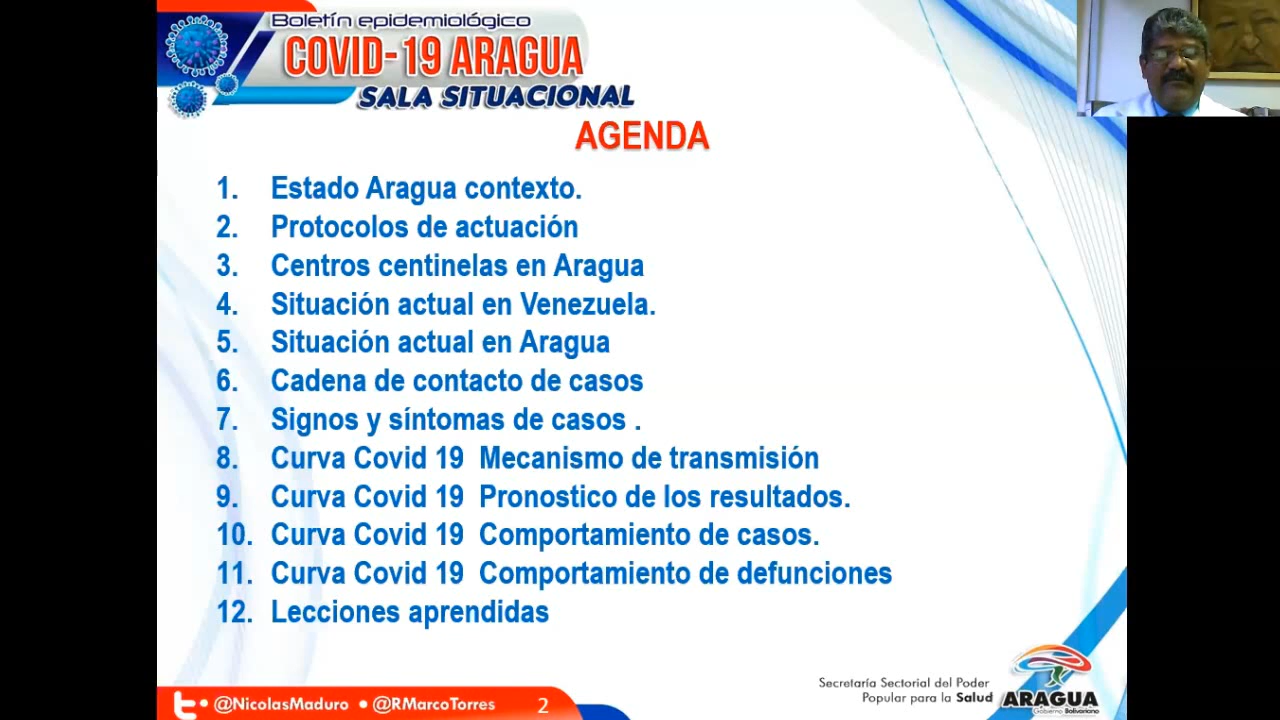 Boletín epidemiológico
COVID-19 ARAGUA
SALA SITUACIONAL
AGENDA
1. Estado Aragua contexto.
2. Protocolos de actuación
3. Centros centinelas en Aragua
4. Situación actual en Venezuela.
5. Situación actual en Aragua
6. Cadena de contacto de casos
7. Signos y síntomas de casos .
8. Curva Covid 19 Mecanismo de transmisión
9. Curva Covid 19 Pronostico de los resultados.
10. Curva Covid 19 Comportamiento de casos.
11. Curva Covid 19 Comportamiento de defunciones
12. Lecciones aprendidas
Secretaría Sectorial del Poder
Popular para la Salud
ARAGUA
Gobierno Bolivariano
@NicolasMaduro @RMarcoTorres 2